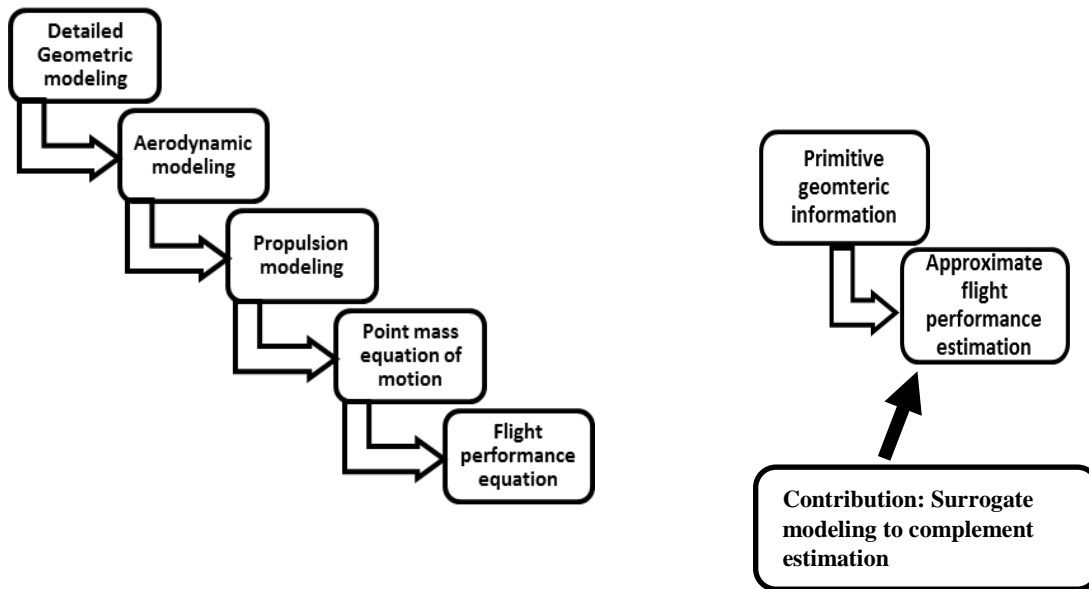 Detailed
Geometric
modeling
Aerodynamic
modeling
Propulsion
modeling
Point mass
equation of
motion
Flight
performance
equation
Primitive
geomteric
information
Approximate
flight
performance
estimation
Contribution: Surrogate
modeling to complement
estimation